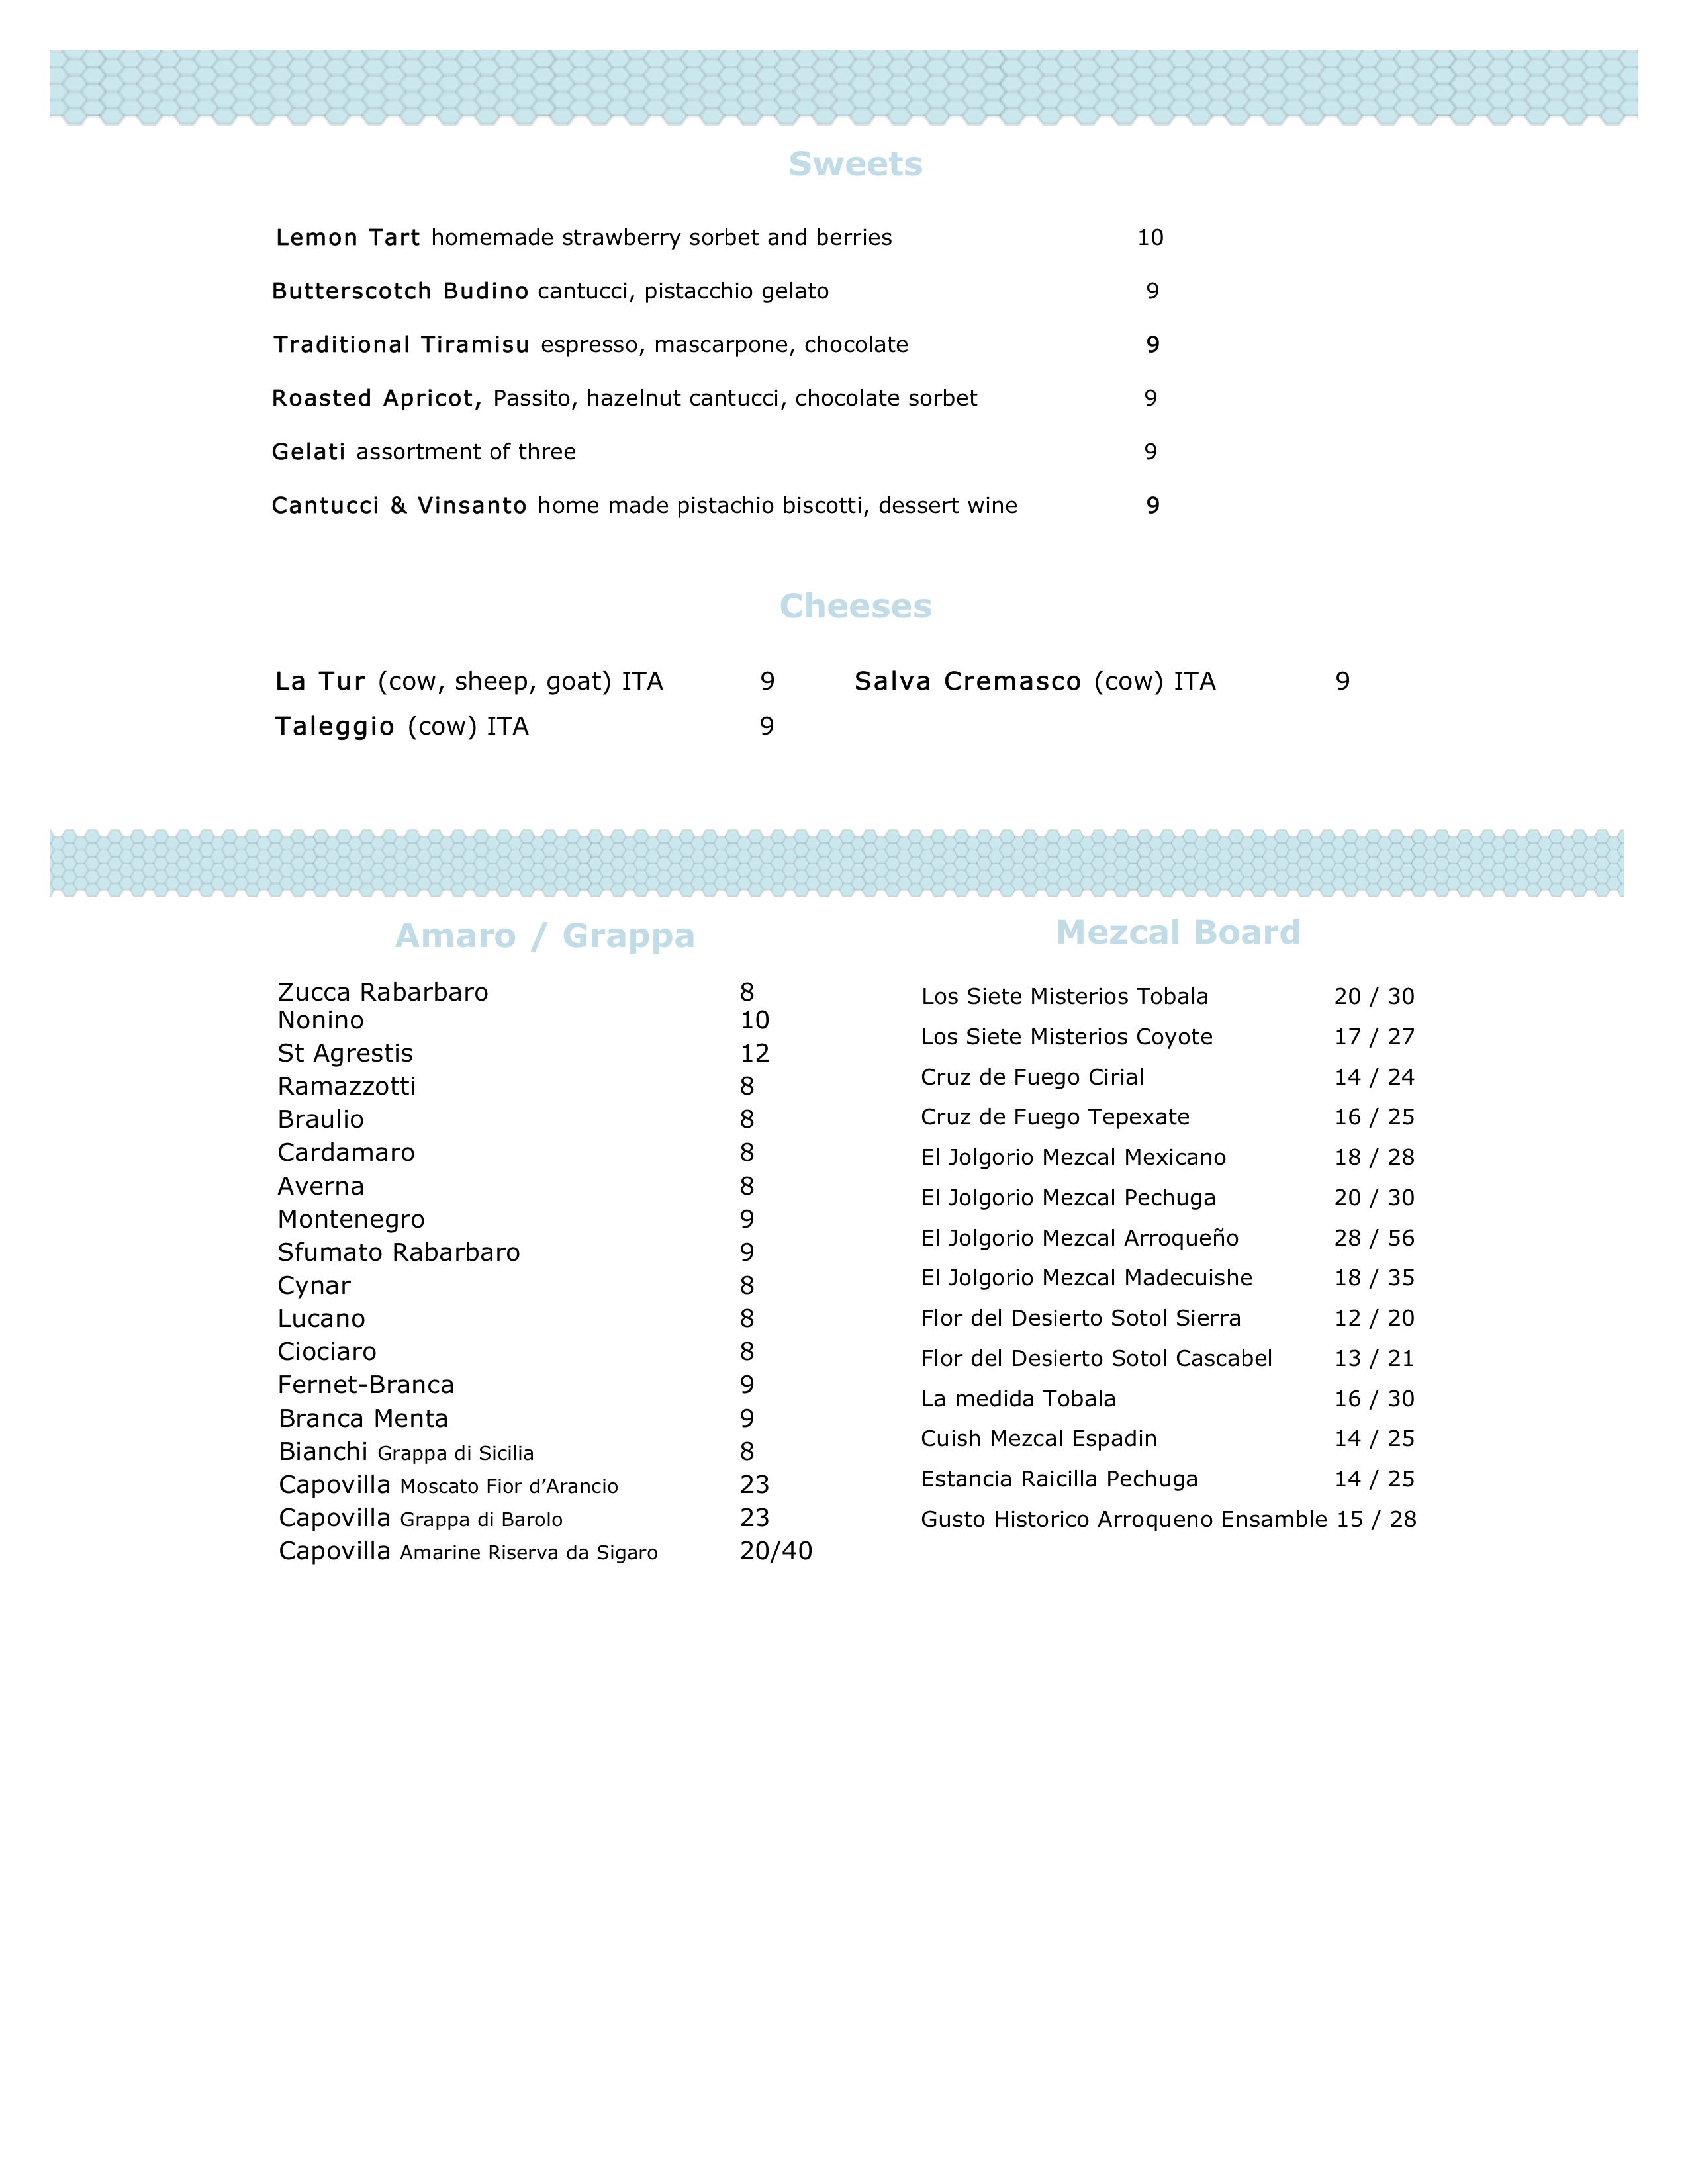 Sweets
Lemon Tart homemade strawberry sorbet and berries 10
Butterscotch Budino cantucci, pistacchio gelato 9
Traditional Tiramisu espresso, mascarpone, chocolate 9
Roasted Apricot, Passito, hazelnut cantucci, chocolate sorbet 9
Gelati assortment of three 9
Cantucci & Vinsanto home made pistachio biscotti, dessert wine 9
Cheeses
La Tur (cow, sheep, goat) ITA 9 Salva Cremasco (cow) ITA 9
Taleggio (cow) ITA 9
Amaro / Grappa
Zucca Rabarbaro 8
Nonino 10
St Agrestis 12
Ramazzotti 8
Braulio 8
Cardamaro 8
Averna 8
Montenegro 9
Sfumato Rabarbaro 9
Cynar 8
Lucano 8
Ciociaro 8
Fernet-Branca 9
Branca Menta 9
Bianchi Grappa di Sicilia 8
Capovilla Moscato Fior d’Arancio 23
Capovilla Grappa di Barolo 23
Capovilla Amarine Riserva da Sigaro 20/40
Mezcal Board
Los Siete Misterios Tobala 20 / 30
Los Siete Misterios Coyote 17 / 27
Cruz de Fuego Cirial 14 / 24
Cruz de Fuego Tepexate 16 / 25
El Jolgorio Mezcal Mexicano 18 / 28
El Jolgorio Mezcal Pechuga 20 / 30
El Jolgorio Mezcal Arroqueño 28 / 56
El Jolgorio Mezcal Madecuishe 18 / 35
Flor del Desierto Sotol Sierra 12 / 20
Flor del Desierto Sotol Cascabel 13 / 21
La medida Tobala 16 / 30
Cuish Mezcal Espadin 14 / 25
Estancia Raicilla Pechuga 14 / 25
Gusto Historico Arroqueno Ensamble 15 / 28